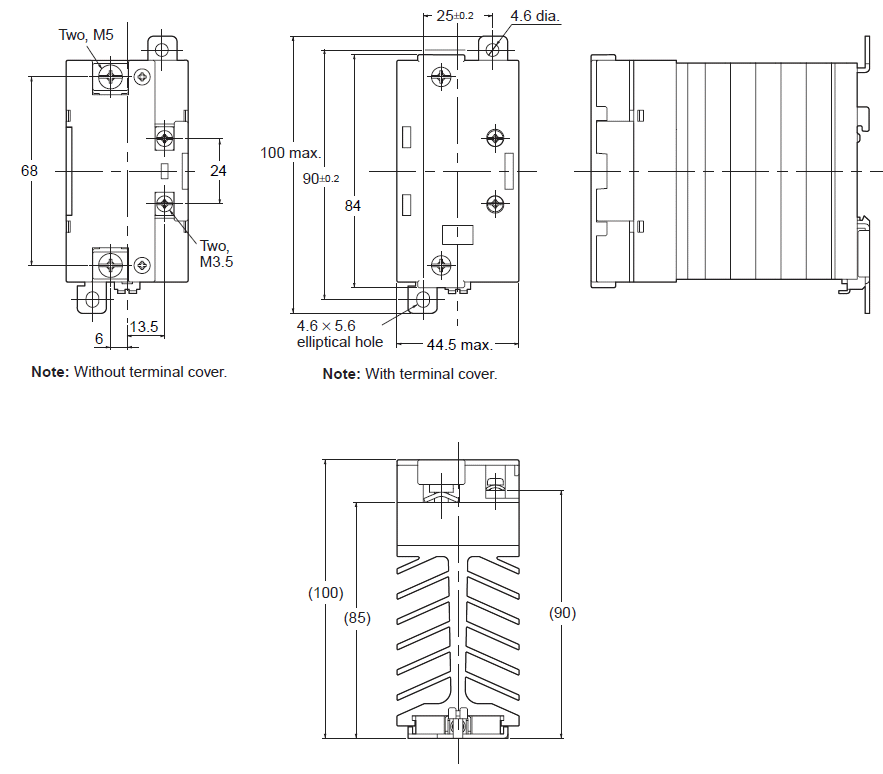 Two, M5
68
24
Two,
M3.5
13.5
6
Note: Without terminal cover.
25±0.2
4.6 dia.
100 max.
90±0.2
84
4.6 × 5.6
elliptical hole
44.5 max.
Note: With terminal cover.
(100)
(85)
(90)